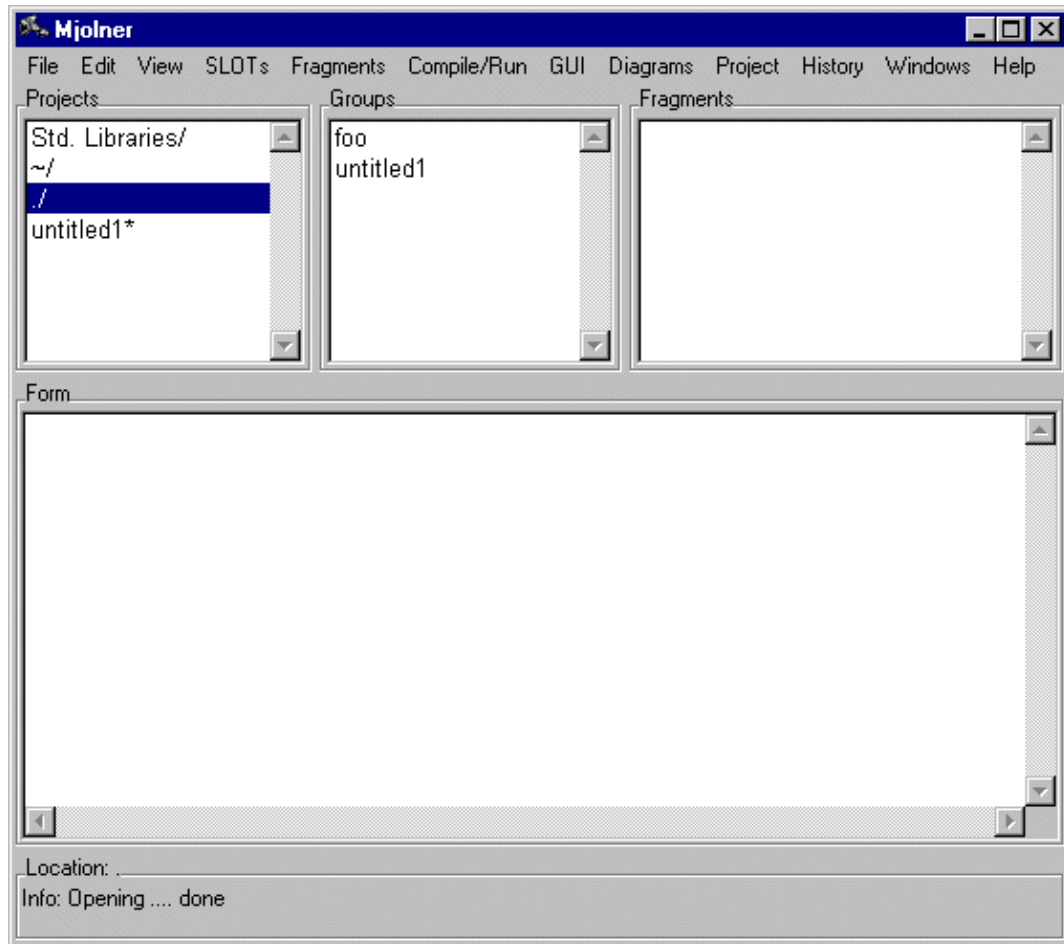 Mjolner
File Edit View SLOTs Fragments Compile/Run GUI Diagrams Project History Windows Help
Projects Groups Fragments
Std. Libraries/ foo
~/ untitled1
./
untitled1*
Form
Location: .
Info: Opening .... done